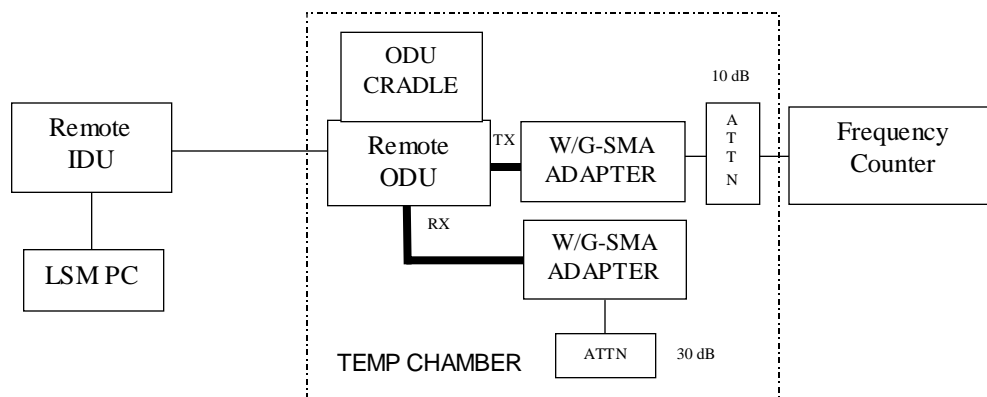 ODU
CRADLE
10 dB
Remote
IDU
Remote
ODU
TX
W/G-SMA
ADAPTER
A
T
T
N
Frequency
Counter
RX
W/G-SMA
ADAPTER
LSM PC
ATTN
30 dB
TEMP CHAMBER